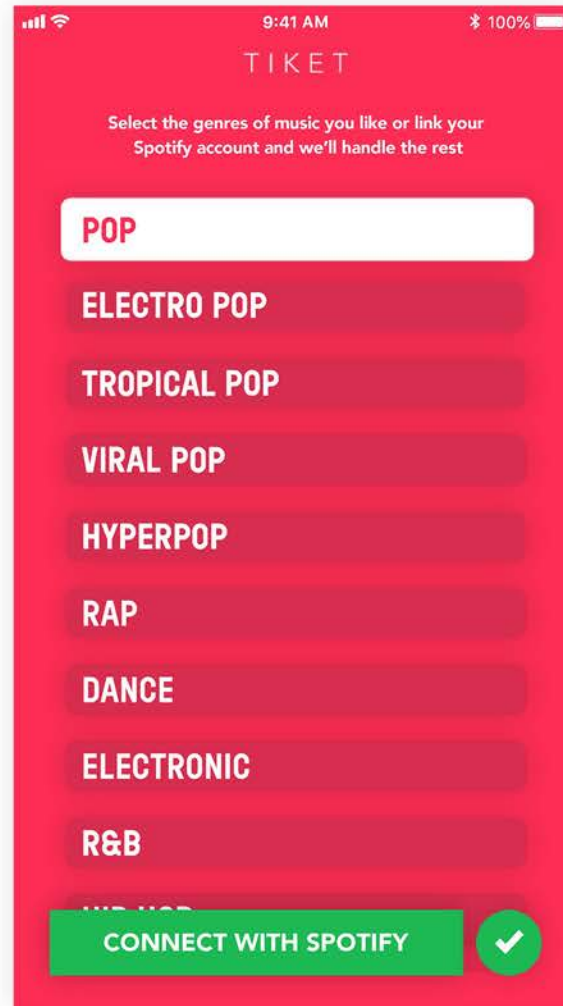 9:41 AM 100%
TIKET
Select the genres of music you like or link your
Spotify account and we'll handle the rest
POP
ELECTRO POP
TROPICAL POP
VIRAL POP
HYPERPOP
RAP
DANCE
ELECTRONIC
R&B
CONNECT WITH SPOTIFY